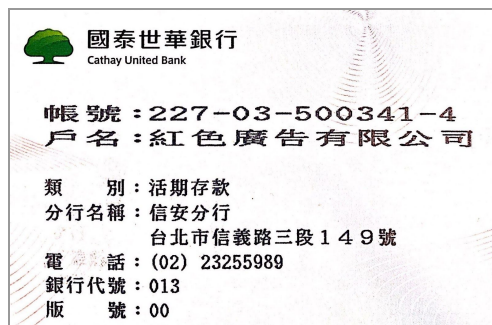 國泰世華銀行
Cathay United Bank
帳號：227-03-500341-4
戶名：紅色廣告有限公司
類　別：活期存款
分行名稱：信安分行
台北市信義路三段１４９號
電　話：(02) 23255989
銀行代號：013
版　號：00